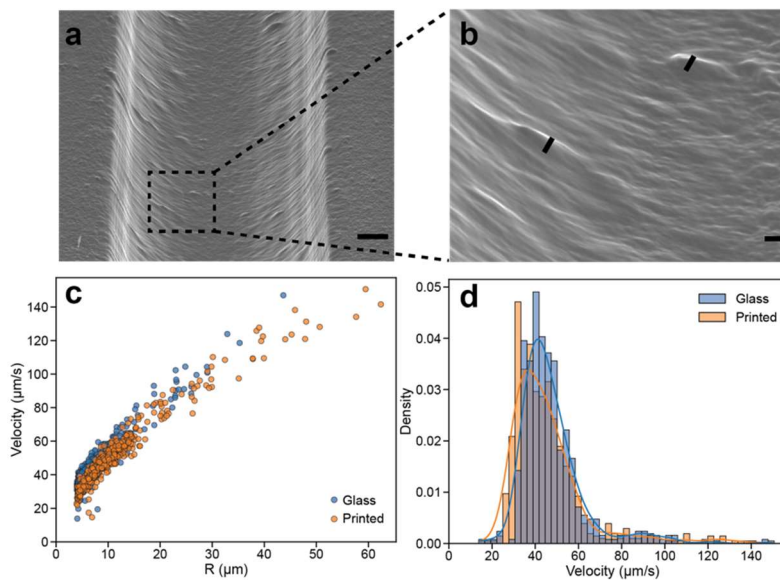 a
b
c
140
120
100
80
60
40
20
0
Velocity (μm/s)
0 10 20 30 40 50 60
R (μm)
Glass
Printed
d
0.05
0.04
0.03
0.02
0.01
0.00
Density
0 20 40 60 80 100 120 140
Velocity (μm/s)
Glass
Printed